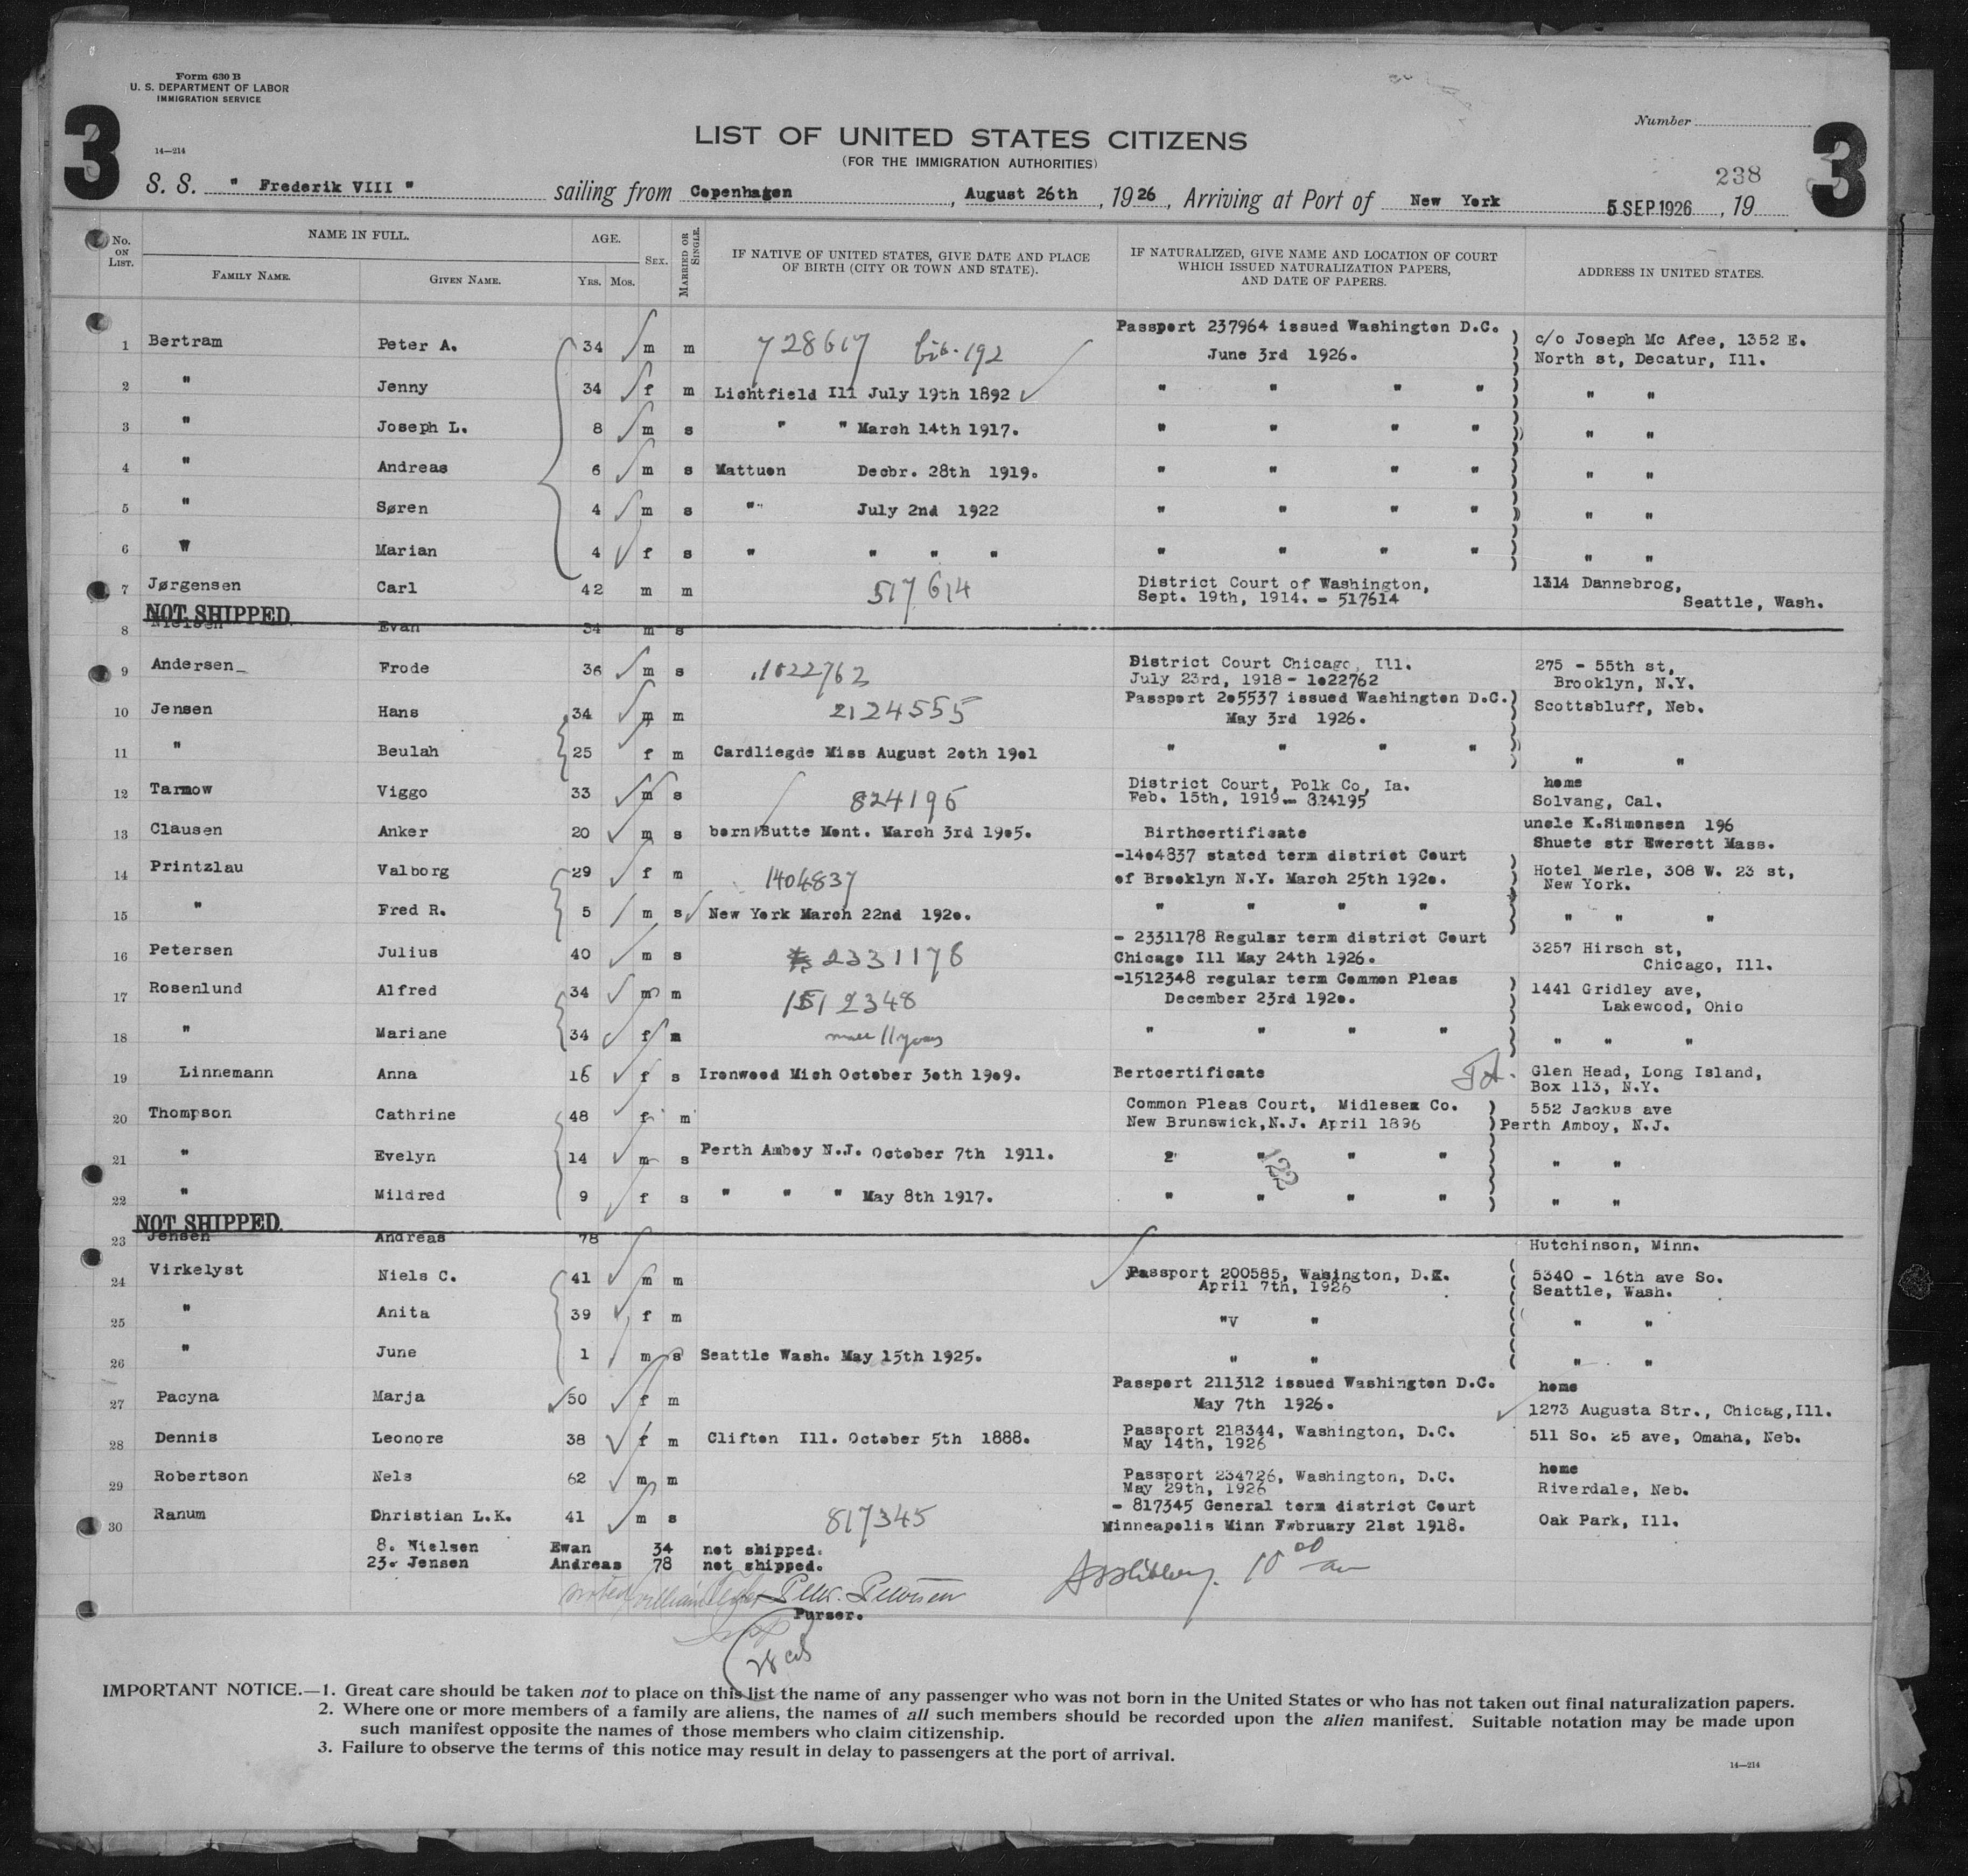 Form 630 B
U. S. DEPARTMENT OF LABOR
IMMIGRATION SERVICE
3
3
14—214
Number
LIST OF UNITED STATES CITIZENS
(FOR THE IMMIGRATION AUTHORITIES)
238
S. S. " Frederik VIII " sailing from Copenhagen, August 26th, 1926, Arriving at Port of New York 5 SEP 1926, 19
No. ON LIST. NAME IN FULL. FAMILY NAME. GIVEN NAME. AGE. YRS. MOS. SEX. MARRIED OR SINGLE. IF NATIVE OF UNITED STATES, GIVE DATE AND PLACE OF BIRTH (CITY OR TOWN AND STATE). IF NATURALIZED, GIVE NAME AND LOCATION OF COURT WHICH ISSUED NATURALIZATION PAPERS, AND DATE OF PAPERS. ADDRESS IN UNITED STATES.
1 Bertram Peter A. 34 m m 728617 192 Passport 237964 issued Washington D.C. June 3rd 1926. c/o Joseph Mc Afee, 1352 E. North st, Decatur, Ill.
2 " Jenny 34 f m Lichtfield Ill July 19th 1892 " " " " " "
3 " Joseph L. 8 m s " " March 14th 1917. " " " " " "
4 " Andreas 6 m s Mattuon Decbr. 28th 1919. " " " " " "
5 " Søren 4 m s " July 2nd 1922 " " " " " "
6 " Marian 4 f s " " " " " " " " " "
7 Jørgensen Carl 42 m m 517614 District Court of Washington, Sept. 19th, 1914. - 517614 1314 Dannebrog, Seattle, Wash.
NOT SHIPPED
8 Nielsen Evan 34 m s
9 Andersen Frode 36 m s 1022762 District Court Chicago, Ill. July 23rd, 1918- 1022762 275 - 55th st, Brooklyn, N.Y.
10 Jensen Hans 34 m m 2124555 Passport 205537 issued Washington D.C. May 3rd 1926. Scottsbluff, Neb.
11 " Beulah 25 f m Cardliegde Miss August 20th 1901 " " " " " "
12 Tarmow Viggo 33 m s 824195 District Court, Polk Co, Ia. Feb. 15th, 1919- 824195 home Solvang, Cal.
13 Clausen Anker 20 m s born Butte Mont. March 3rd 1905. Birthcertificate uncle K.Simonsen 196 Shuete str Ewerett Mass.
14 Printzlau Valborg 29 f m 1404837 -1404837 stated term district Court of Brooklyn N.Y. March 25th 1920. Hotel Merle, 308 W. 23 st, New York.
15 " Fred R. 5 m s New York March 22nd 1920. " " " " " " "
16 Petersen Julius 40 m s 2331178 - 2331178 Regular term district Court Chicago Ill May 24th 1926. 3257 Hirsch st, Chicago, Ill.
17 Rosenlund Alfred 34 m m 1512348 -1512348 regular term Common Pleas December 23rd 1920. 1441 Gridley ave, Lakewood, Ohio
18 " Mariane 34 f m 11 years " " " " " " "
19 Linnemann Anna 16 f s Ironwood Mich October 30th 1909. Bertcertificate Glen Head, Long Island, Box 113, N.Y.
20 Thompson Cathrine 48 f m Common Pleas Court, Midlesex Co. New Brunswick,N.J. April 1896 552 Jackus ave Perth Amboy, N.J.
21 " Evelyn 14 m s Perth Amboy N.J. October 7th 1911. " " " " " "
122
22 " Mildred 9 f s " " " May 8th 1917. " " " " " "
NOT SHIPPED
23 Jensen Andreas 78 Hutchinson, Minn.
24 Virkelyst Niels C. 41 m m Passport 200585, Wasington, D.C. April 7th, 1926 5340 - 16th ave So. Seattle, Wash.
25 " Anita 39 f m "V " " "
26 " June 1 m s Seattle Wash. May 15th 1925. " " " "
27 Pacyna Marja 50 f m Passport 211312 issued Washington D.C. May 7th 1926. home 1273 Augusta Str., Chicag,Ill.
28 Dennis Leonore 38 f m Clifton Ill. October 5th 1888. Passport 218344, Washington, D.C. May 14th, 1926 511 So. 25 ave, Omaha, Neb.
29 Robertson Nels 62 m m Passport 234726, Washington, D.C. May 29th, 1926 home Riverdale, Neb.
30 Ranum Dhristian L.K. 41 m s 817345 - 817345 General term district Court Minneapolis Minn Fwbruary 21st 1918. Oak Park, Ill.
8. Nielsen Ewan 34 not shipped.
23. Jensen Andreas 78 not shipped.
Petersen
Purser.
IMPORTANT NOTICE.—1. Great care should be taken not to place on this list the name of any passenger who was not born in the United States or who has not taken out final naturalization papers.
2. Where one or more members of a family are aliens, the names of all such members should be recorded upon the alien manifest. Suitable notation may be made upon
such manifest opposite the names of those members who claim citizenship.
3. Failure to observe the terms of this notice may result in delay to passengers at the port of arrival.
14—214